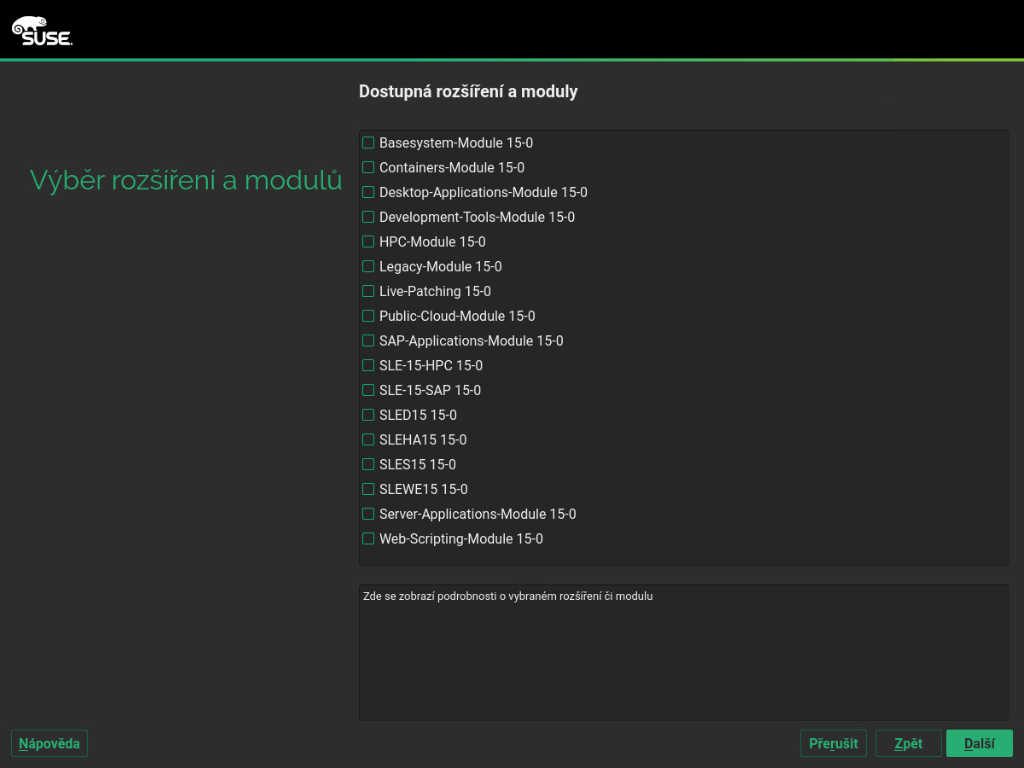 SUSE
Dostupná rozšíření a moduly
Výběr rozšíření a modulů
Basesystem-Module 15-0
Containers-Module 15-0
Desktop-Applications-Module 15-0
Development-Tools-Module 15-0
HPC-Module 15-0
Legacy-Module 15-0
Live-Patching 15-0
Public-Cloud-Module 15-0
SAP-Applications-Module 15-0
SLE-15-HPC 15-0
SLE-15-SAP 15-0
SLED15 15-0
SLEHA15 15-0
SLES15 15-0
SLEWE15 15-0
Server-Applications-Module 15-0
Web-Scripting-Module 15-0
Zde se zobrazí podrobnosti o vybraném rozšíření či modulu
Nápověda Přerušit Zpět Další